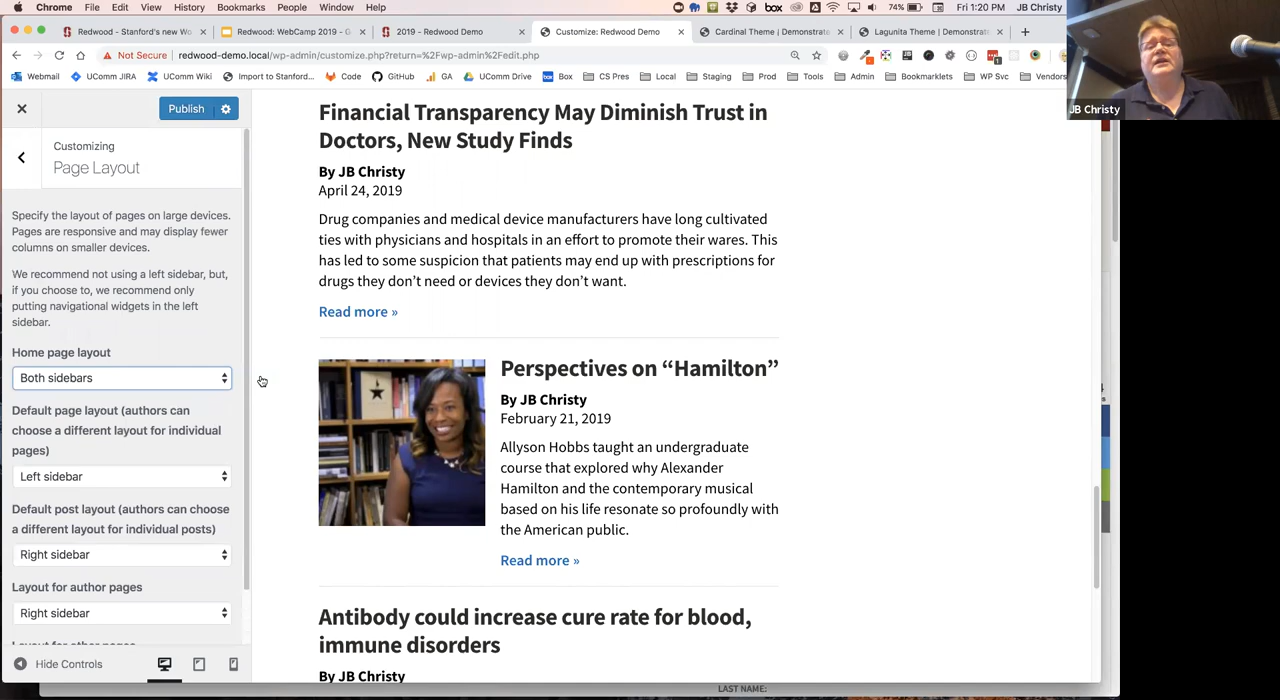 Chrome File Edit View History Bookmarks People Window Help
box 74% Fri 1:20 PM JB Christy
Redwood - Stanford's new Wo
Redwood: WebCamp 2019 - G
2019 - Redwood Demo
Customize: Redwood Demo
Cardinal Theme | Demonstrat
Lagunita Theme | Demonstrat
Not Secure redwood-demo.local/wp-admin/customize.php?return=%2Fwp-admin%2Fedit.php
Webmail UComm JIRA UComm Wiki Import to Stanford... Code GitHub GA UComm Drive Box CS Pres Local Staging Prod Tools Admin Bookmarklets WP Svc Vendors
JB Christy
Publish
Customizing
Page Layout
Specify the layout of pages on large devices.
Pages are responsive and may display fewer
columns on smaller devices.
We recommend not using a left sidebar, but,
if you choose to, we recommend only
putting navigational widgets in the left
sidebar.
Home page layout
Both sidebars
Default page layout (authors can
choose a different layout for individual
pages)
Left sidebar
Default post layout (authors can choose
a different layout for individual posts)
Right sidebar
Layout for author pages
Right sidebar
Hide Controls
Financial Transparency May Diminish Trust in
Doctors, New Study Finds
By JB Christy
April 24, 2019
Drug companies and medical device manufacturers have long cultivated
ties with physicians and hospitals in an effort to promote their wares. This
has led to some suspicion that patients may end up with prescriptions for
drugs they don't need or devices they don't want.
Read more »
Perspectives on “Hamilton”
By JB Christy
February 21, 2019
Allyson Hobbs taught an undergraduate
course that explored why Alexander
Hamilton and the contemporary musical
based on his life resonate so profoundly with
the American public.
Read more »
Antibody could increase cure rate for blood,
immune disorders
By JB Christy
LAST NAME: